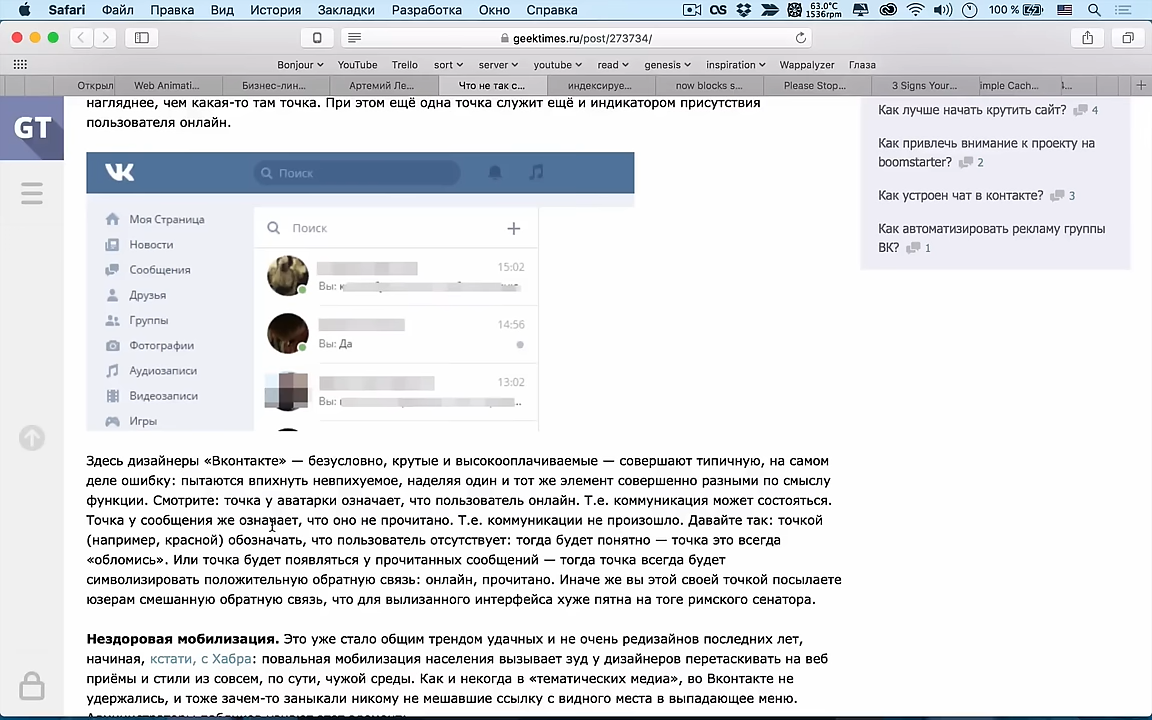 Safari Файл Правка Вид История Закладки Разработка Окно Справка
63.0°C
1536rpm
100 %
geektimes.ru/post/273734/
Bonjour YouTube Trello sort server youtube read genesis inspiration Wappalyzer Глаза
Открыл Web Animati... Бизнес-лин... Артемий Ле... Что не так с... индексируе... now blocks s... Please Stop... 3 Signs Your... imple Cach...
GT
нагляднее, чем какая-то там точка. При этом ещё одна точка служит ещё и индикатором присутствия
пользователя онлайн.
Поиск
Моя Страница
Новости
Сообщения
Друзья
Группы
Фотографии
Аудиозаписи
Видеозаписи
Игры
Поиск
15:02
Вы:
14:56
Вы: Да
13:02
Вы:
Здесь дизайнеры «Вконтакте» — безусловно, крутые и высокооплачиваемые — совершают типичную, на самом
деле ошибку: пытаются впихнуть невпихуемое, наделяя один и тот же элемент совершенно разными по смыслу
функции. Смотрите: точка у аватарки означает, что пользователь онлайн. Т.е. коммуникация может состояться.
Точка у сообщения же означает, что оно не прочитано. Т.е. коммуникации не произошло. Давайте так: точкой
(например, красной) обозначать, что пользователь отсутствует: тогда будет понятно — точка это всегда
«обломись». Или точка будет появляться у прочитанных сообщений — тогда точка всегда будет
символизировать положительную обратную связь: онлайн, прочитано. Иначе же вы этой своей точкой посылаете
юзерам смешанную обратную связь, что для вылизанного интерфейса хуже пятна на тоге римского сенатора.
Нездоровая мобилизация. Это уже стало общим трендом удачных и не очень редизайнов последних лет,
начиная, кстати, с Хабра: повальная мобилизация населения вызывает зуд у дизайнеров перетаскивать на веб
приёмы и стили из совсем, по сути, чужой среды. Как и некогда в «тематических медиа», во Вконтакте не
удержались, и тоже зачем-то заныкали никому не мешавшие ссылку с видного места в выпадающее меню.
Как лучше начать крутить сайт? 4
Как привлечь внимание к проекту на
boomstarter? 2
Как устроен чат в контакте? 3
Как автоматизировать рекламу группы
ВК? 1